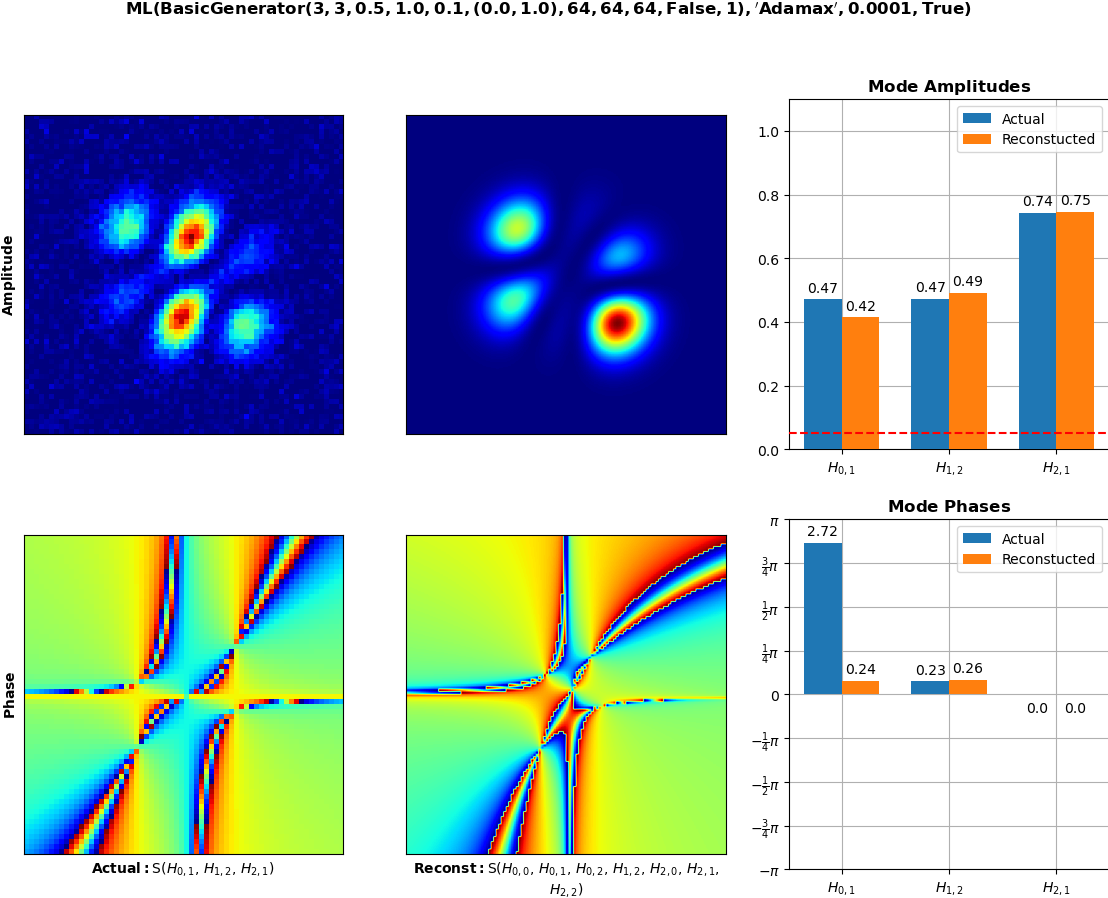 ML(BasicGenerator(3, 3, 0.5, 1.0, 0.1, (0.0, 1.0), 64, 64, 64, False, 1), ′Adamax′, 0.0001, True)
Amplitude
Mode Amplitudes
Actual
Reconstucted
1.0
0.8
0.6
0.4
0.2
0.0
0.47
0.42
0.47
0.49
0.74
0.75
H0, 1
H1, 2
H2, 1
Phase
Mode Phases
Actual
Reconstucted
π
3/4π
1/2π
1/4π
0
−1/4π
−1/2π
−3/4π
−π
2.72
0.24
0.23
0.26
0.0
0.0
H0, 1
H1, 2
H2, 1
Actual: S(H0, 1, H1, 2, H2, 1)
Reconst: S(H0, 0, H0, 1, H0, 2, H1, 2, H2, 0, H2, 1,
H2, 2)